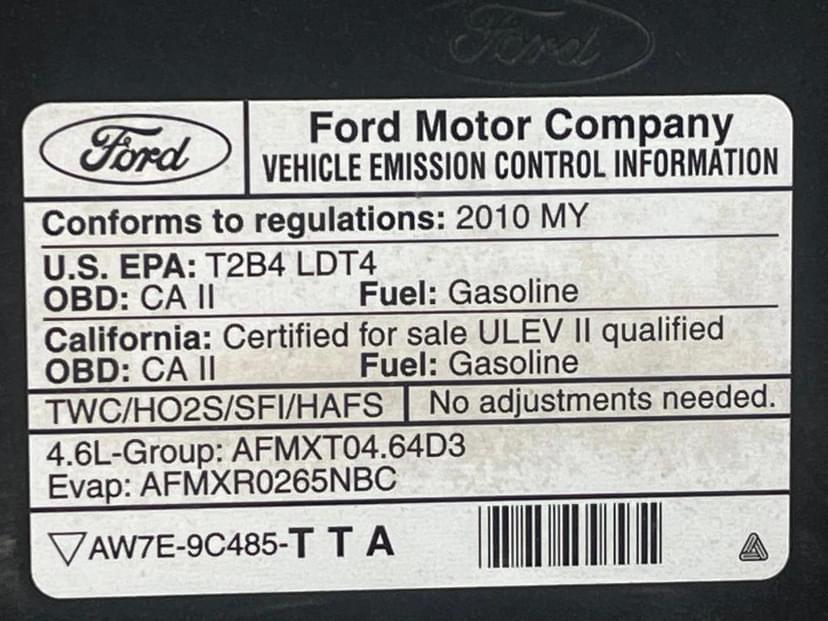 Ford
Ford
Ford Motor Company
VEHICLE EMISSION CONTROL INFORMATION
Conforms to regulations: 2010 MY
U.S. EPA: T2B4 LDT4
OBD: CA II Fuel: Gasoline
California: Certified for sale ULEV II qualified
OBD: CA II Fuel: Gasoline
TWC/HO2S/SFI/HAFS No adjustments needed.
4.6L-Group: AFMXT04.64D3
Evap: AFMXR0265NBC
AW7E-9C485-T T A